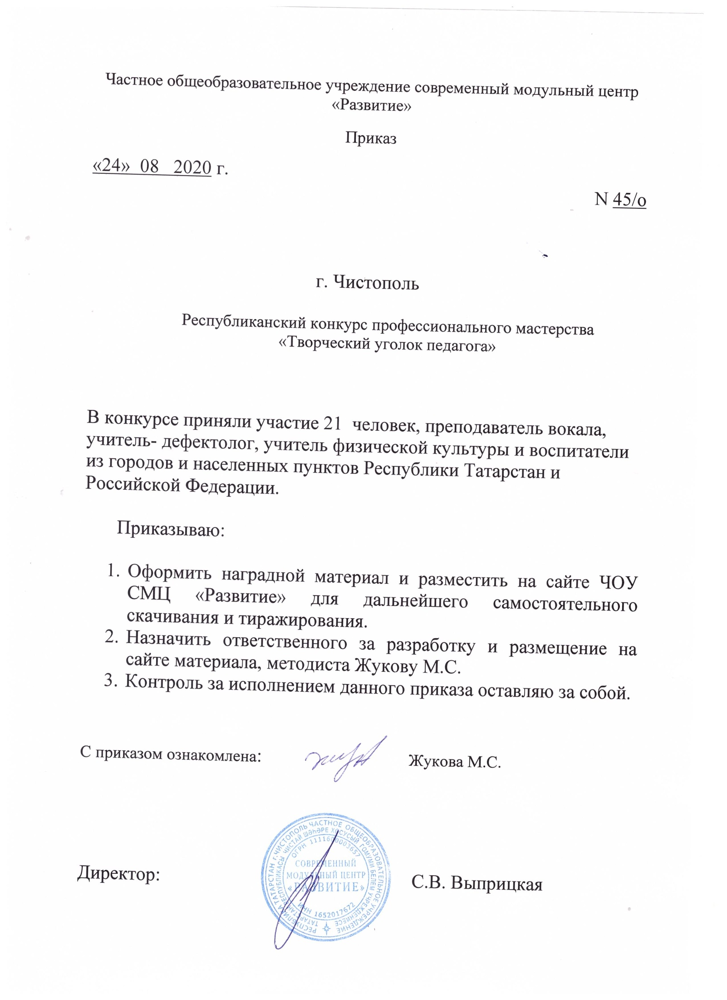 Частное общеобразовательное учреждение современный модульный центр
«Развитие»
Приказ
«24» 08 2020 г.
N 45/о
г. Чистополь
Республиканский конкурс профессионального мастерства
«Творческий уголок педагога»
В конкурсе приняли участие 21 человек, преподаватель вокала,
учитель- дефектолог, учитель физической культуры и воспитатели
из городов и населенных пунктов Республики Татарстан и
Российской Федерации.
Приказываю:
1. Оформить наградной материал и разместить на сайте ЧОУ
СМЦ «Развитие» для дальнейшего самостоятельного
скачивания и тиражирования.
2. Назначить ответственного за разработку и размещение на
сайте материала, методиста Жукову М.С.
3. Контроль за исполнением данного приказа оставляю за собой.
С приказом ознакомлена: Жукова М.С.
Директор: С.В. Выприцкая
РЕСПУБЛИКА ТАТАРСТАН г.ЧИСТОПОЛЬ ЧАСТНОЕ ОБЩЕОБРАЗОВАТЕЛЬНОЕ УЧРЕЖДЕНИЕ
ТАТАРСТАН РЕСПУБЛИКАСЫ ЧИСТАЙ ШӘҺӘРЕ ХОСУСЫЙ ГОМУМИ БЕЛЕМ УЧРЕЖДЕНИЕСЕ
ОГРН 1111600003657
СОВРЕМЕННЫЙ
МОДУЛЬНЫЙ ЦЕНТР
«РАЗВИТИЕ»
ИНН 1652017672